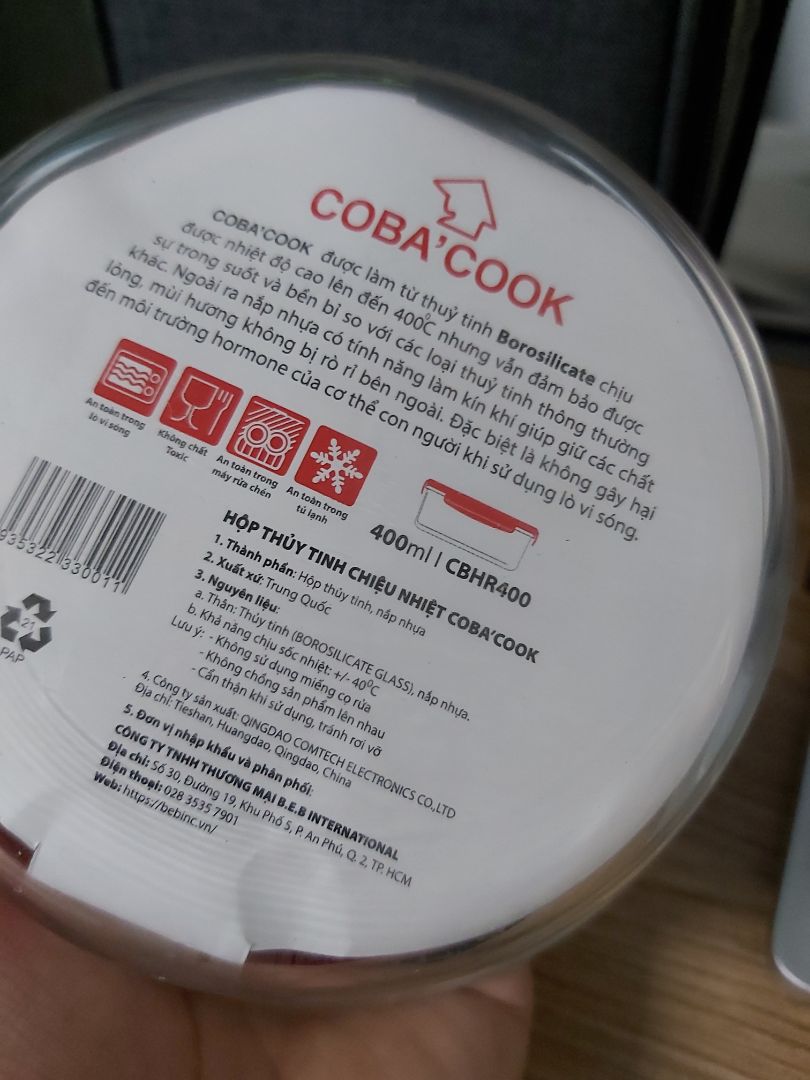 COBA'COOK
COBA'COOK được làm từ thuỷ tinh Borosilicate chịu
được nhiệt độ cao lên đến 400⁰C nhưng vẫn đảm bảo được
sự trong suốt và bền bỉ so với các loại thuỷ tinh thông thường
khác. Ngoài ra nắp nhựa có tính năng làm kín khí giúp giữ các chất
lỏng, mùi hương không bị rò rỉ bên ngoài. Đặc biệt là không gây hại
đến môi trường hormone của cơ thể con người khi sử dụng lò vi sóng.
An toàn trong
lò vi sóng
Không chất
Toxic
An toàn trong
máy rửa chén
An toàn trong
tủ lạnh
400ml | CBHR400
935322330011
21
PAP
HỘP THỦY TINH CHIỆU NHIỆT COBA'COOK
1. Thành phần: Hộp thủy tinh, nắp nhựa
2. Xuất xứ: Trung Quốc
3. Nguyên liệu:
a. Thân: Thủy tinh (BOROSILICATE GLASS), nắp nhựa.
b. Khả năng chịu sốc nhiệt: +/- 40⁰C
Lưu ý: - Không sử dụng miếng cọ rửa
- Không chồng sản phẩm lên nhau
- Cẩn thận khi sử dụng, tránh rơi vỡ
4. Công ty sản xuất: QINGDAO COMTECH ELECTRONICS CO.,LTD
Địa chỉ: Tieshan, Huangdao, Qingdao, China
5. Đơn vị nhập khẩu và phân phối:
CÔNG TY TNHH THƯƠNG MẠI B.E.B INTERNATIONAL
Địa chỉ: Số 30, Đường 19, Khu Phố 5, P. An Phú, Q. 2, TP. HCM
Điện thoại: 028 3535 7901
Web: https://bebinc.vn/